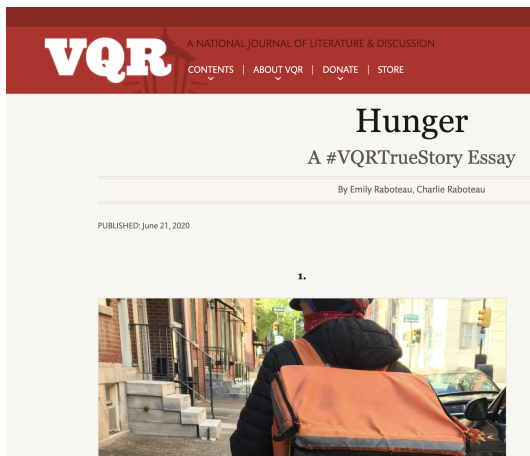 VQR
A NATIONAL JOURNAL OF LITERATURE & DISCUSSION
CONTENTS | ABOUT VQR | DONATE | STORE
Hunger
A #VQRTrueStory Essay
By Emily Raboteau, Charlie Raboteau
PUBLISHED: June 21, 2020
1.